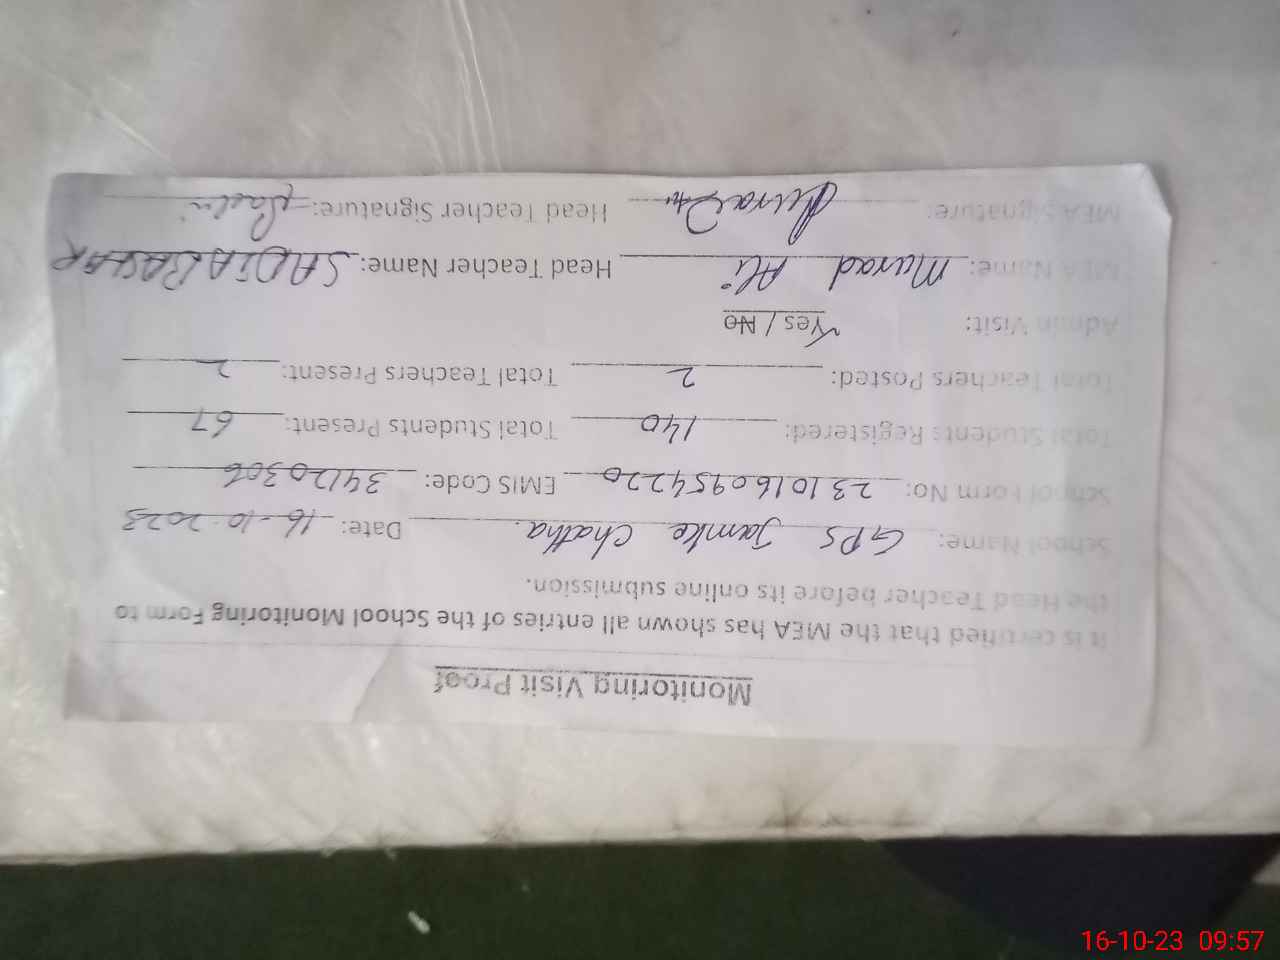 Monitoring Visit Proof
It is certified that the MEA has shown all entries of the School Monitoring Form to
the Head Teacher before its online submission.
School Name: GPS Jamke Chatha. Date: 16-10-2023
School Form No: 2310160954220 EMIS Code: 34120306
Total Students Registered: 140 Total Students Present: 67
Total Teachers Posted: 2 Total Teachers Present: 2
Admin Visit: Yes / No
MEA Name: Murad Ali Head Teacher Name: SADIA BASHAR
MEA Signature: Head Teacher Signature: Sadia
16-10-23 09:57